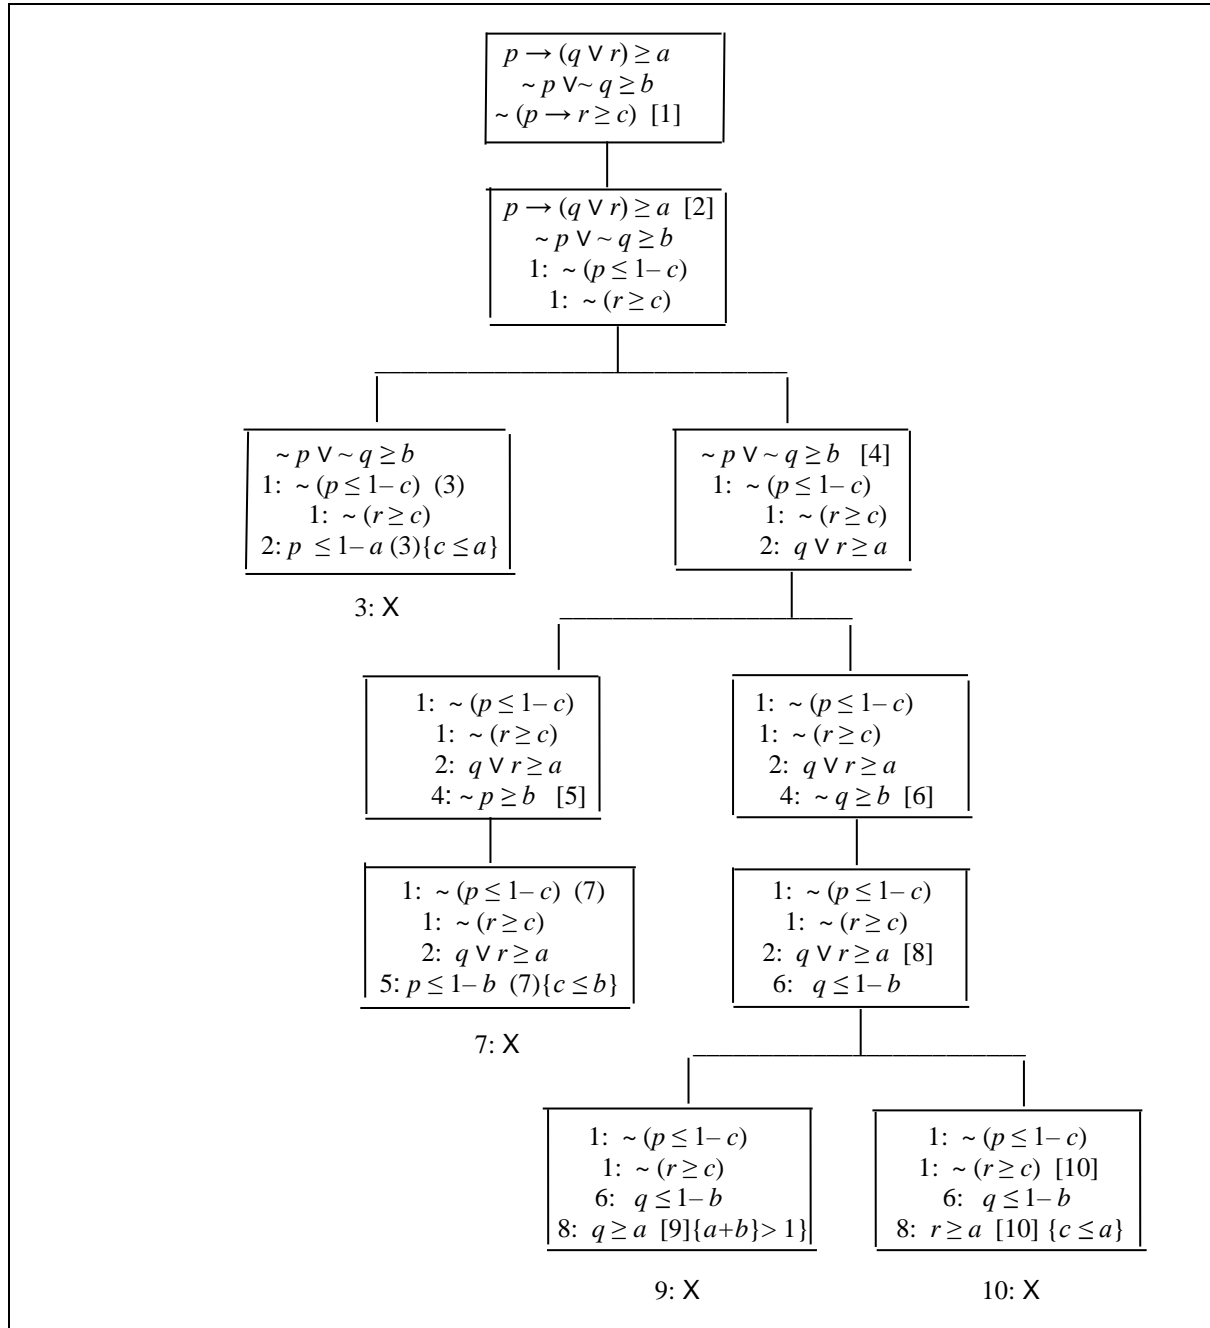 p → (q ∨ r) ≥ a
~ p ∨~ q ≥ b
~ (p → r ≥ c) [1]
p → (q ∨ r) ≥ a [2]
~ p ∨ ~ q ≥ b
1: ~ (p ≤ 1– c)
1: ~ (r ≥ c)
~ p ∨ ~ q ≥ b
1: ~ (p ≤ 1– c) (3)
1: ~ (r ≥ c)
2: p ≤ 1– a (3){c ≤ a}
3: X
~ p ∨ ~ q ≥ b [4]
1: ~ (p ≤ 1– c)
1: ~ (r ≥ c)
2: q ∨ r ≥ a
1: ~ (p ≤ 1– c)
1: ~ (r ≥ c)
2: q ∨ r ≥ a
4: ~ p ≥ b [5]
1: ~ (p ≤ 1– c)
1: ~ (r ≥ c)
2: q ∨ r ≥ a
4: ~ q ≥ b [6]
1: ~ (p ≤ 1– c) (7)
1: ~ (r ≥ c)
2: q ∨ r ≥ a
5: p ≤ 1– b (7){c ≤ b}
7: X
1: ~ (p ≤ 1– c)
1: ~ (r ≥ c)
2: q ∨ r ≥ a [8]
6: q ≤ 1– b
1: ~ (p ≤ 1– c)
1: ~ (r ≥ c)
6: q ≤ 1– b
8: q ≥ a [9]{a+b}> 1}
9: X
1: ~ (p ≤ 1– c)
1: ~ (r ≥ c) [10]
6: q ≤ 1– b
8: r ≥ a [10] {c ≤ a}
10: X